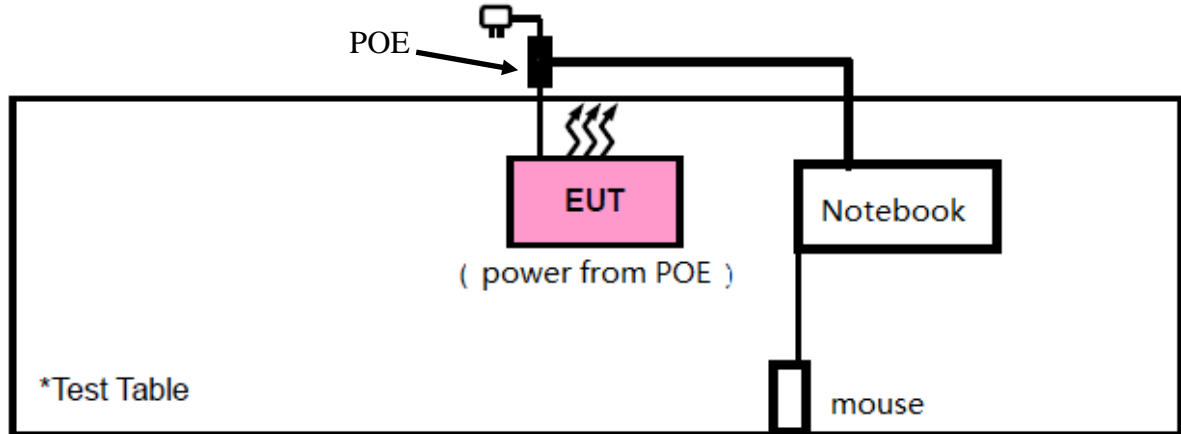 POE
EUT
Notebook
( power from POE )
*Test Table
mouse